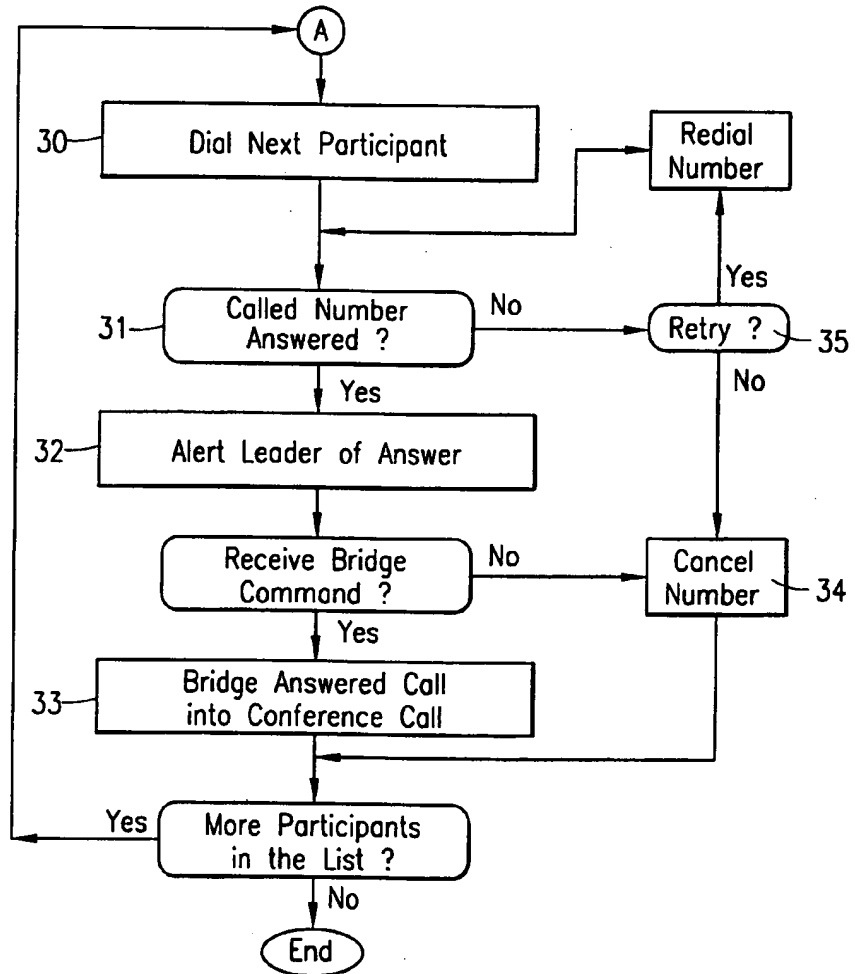 A
30
Dial Next Participant
Redial
Number
Yes
31
Called Number
Answered ?
No
Retry ?
35
Yes
No
32
Alert Leader of Answer
Receive Bridge
Command ?
No
Cancel
Number
34
Yes
33
Bridge Answered Call
into Conference Call
Yes
More Participants
in the List ?
No
End